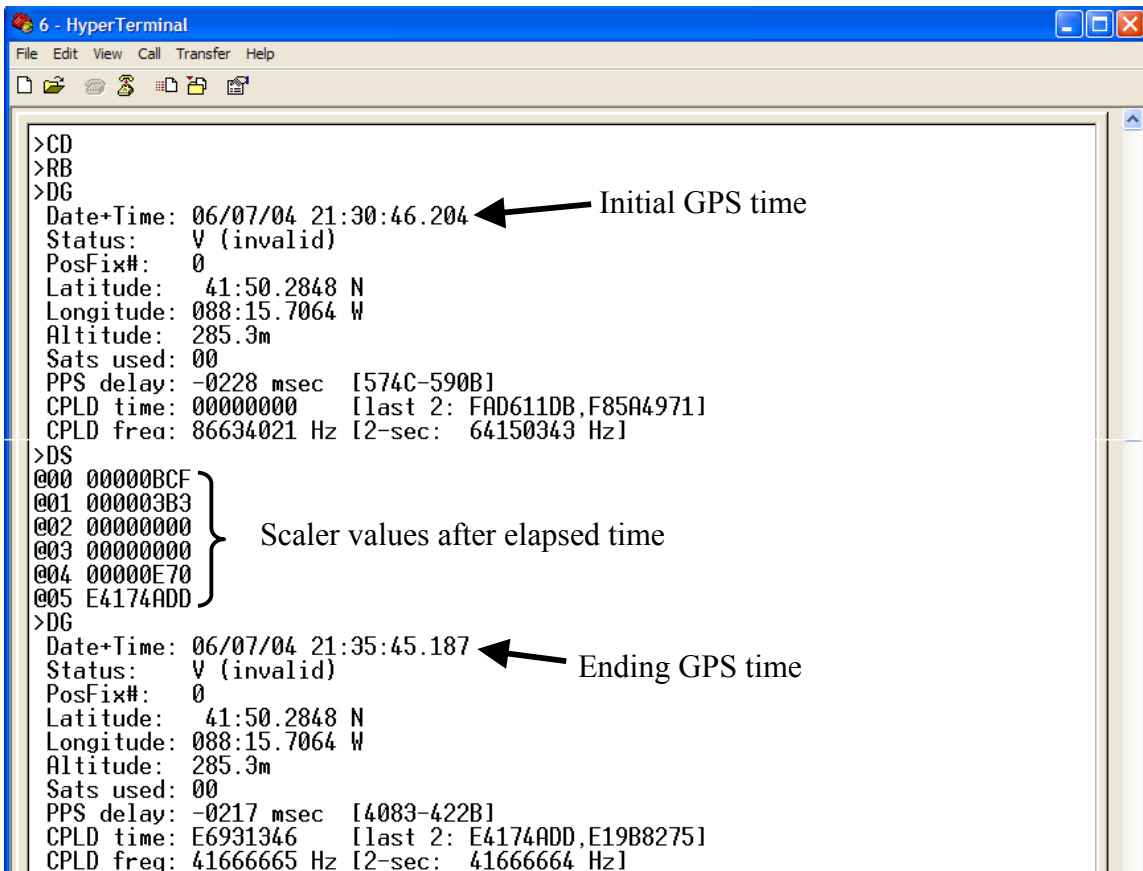 6 - HyperTerminal
File Edit View Call Transfer Help
>CD
>RB
>DG
Date+Time: 06/07/04 21:30:46.204
Initial GPS time
Status: V (invalid)
PosFix#: 0
Latitude: 41:50.2848 N
Longitude: 088:15.7064 W
Altitude: 285.3m
Sats used: 00
PPS delay: -0228 msec [574C-590B]
CPLD time: 00000000 [last 2: FAD611DB,F85A4971]
CPLD freq: 86634021 Hz [2-sec: 64150343 Hz]
>DS
@00 00000BCF
@01 000003B3
@02 00000000
Scaler values after elapsed time
@03 00000000
@04 00000E70
@05 E4174ADD
>DG
Date+Time: 06/07/04 21:35:45.187
Ending GPS time
Status: V (invalid)
PosFix#: 0
Latitude: 41:50.2848 N
Longitude: 088:15.7064 W
Altitude: 285.3m
Sats used: 00
PPS delay: -0217 msec [4083-422B]
CPLD time: E6931346 [last 2: E4174ADD,E19B8275]
CPLD freq: 41666665 Hz [2-sec: 41666664 Hz]